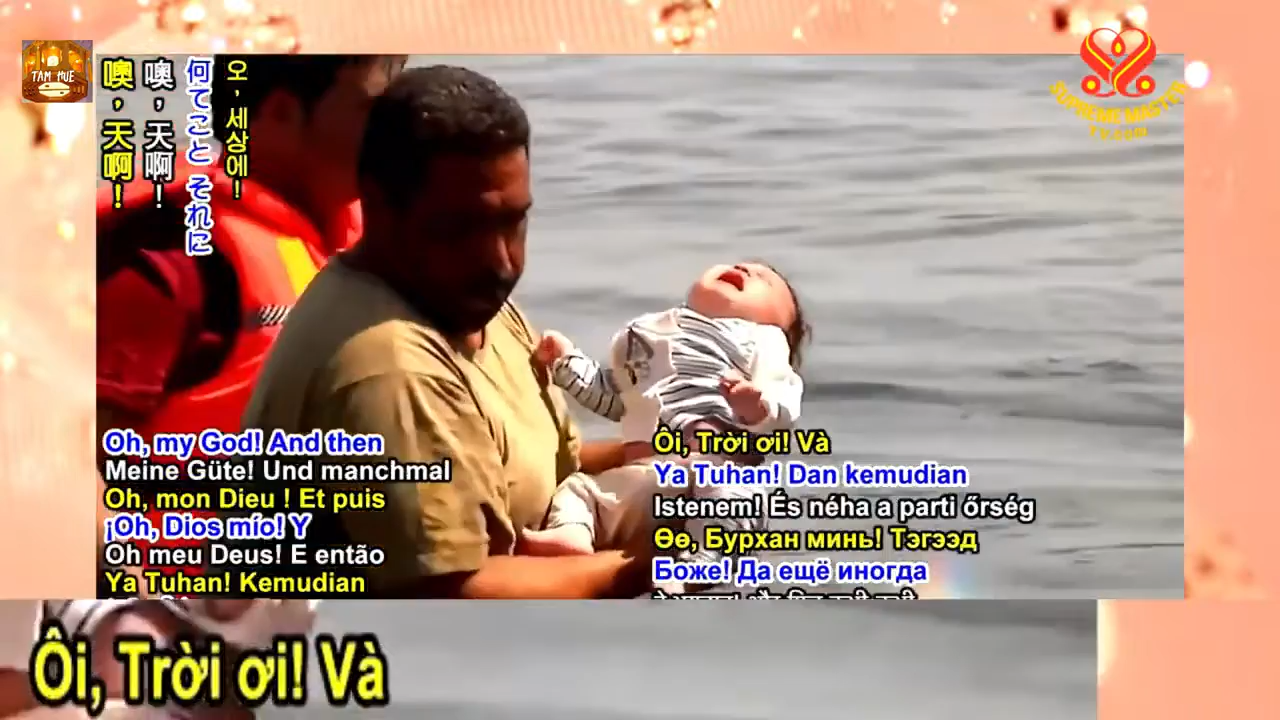 TAM HUE
SUPREME MASTER
TV.COM
오, 세상에!
何てこと それに
噢,天啊!
噢,天啊!
Oh, my God! And then
Meine Güte! Und manchmal
Oh, mon Dieu ! Et puis
¡Oh, Dios mío! Y
Oh meu Deus! E então
Ya Tuhan! Kemudian
Ôi, Trời ơi! Và
Ya Tuhan! Dan kemudian
Istenem! És néha a parti őrség
Өө, Бурхан минь! Тэгээд
Боже! Да ещё иногда
Ôi, Trời ơi! Và